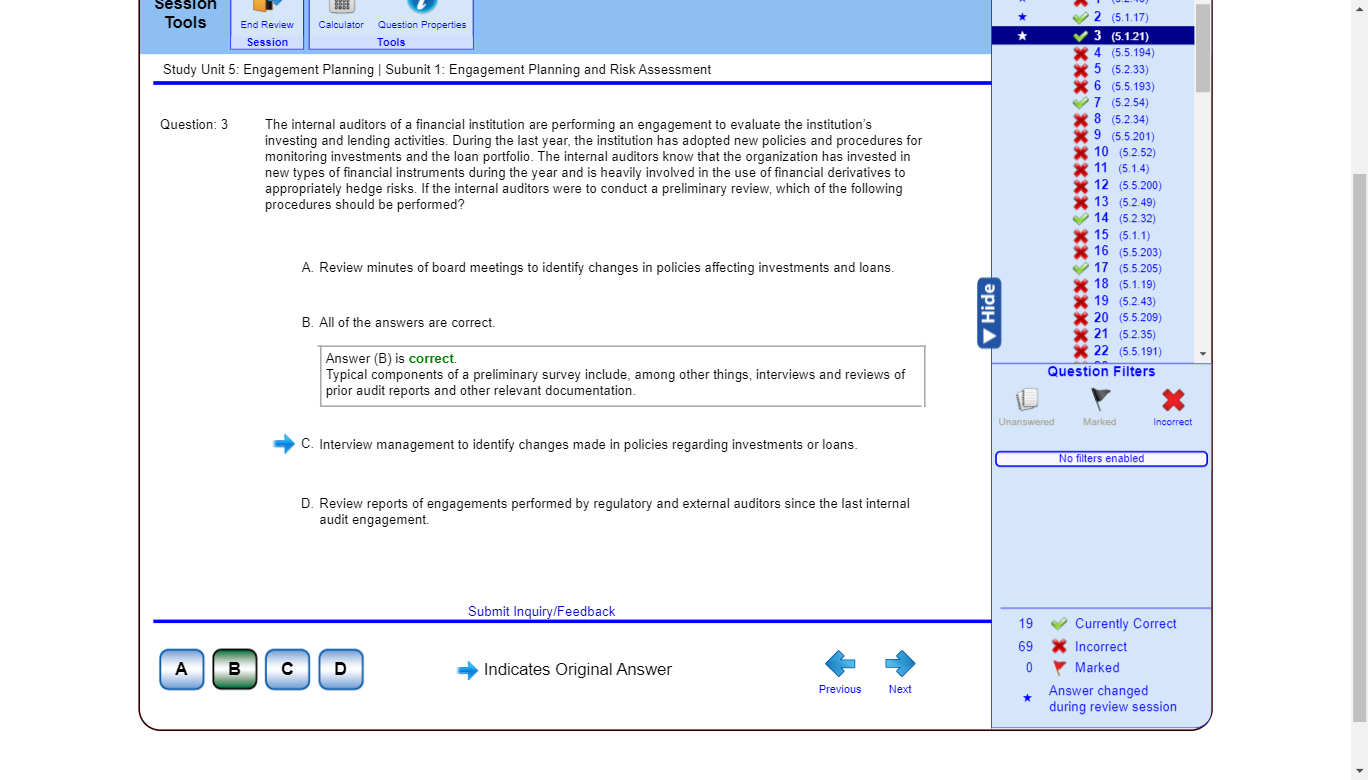 Session
Tools
End Review
Session
Calculator
Question Properties
Tools
Study Unit 5: Engagement Planning | Subunit 1: Engagement Planning and Risk Assessment
Question: 3
The internal auditors of a financial institution are performing an engagement to evaluate the institution's
investing and lending activities. During the last year, the institution has adopted new policies and procedures for
monitoring investments and the loan portfolio. The internal auditors know that the organization has invested in
new types of financial instruments during the year and is heavily involved in the use of financial derivatives to
appropriately hedge risks. If the internal auditors were to conduct a preliminary review, which of the following
procedures should be performed?
A. Review minutes of board meetings to identify changes in policies affecting investments and loans.
B. All of the answers are correct.
Answer (B) is correct.
Typical components of a preliminary survey include, among other things, interviews and reviews of
prior audit reports and other relevant documentation.
C. Interview management to identify changes made in policies regarding investments or loans.
D. Review reports of engagements performed by regulatory and external auditors since the last internal
audit engagement.
Submit Inquiry/Feedback
A
B
C
D
Indicates Original Answer
Previous
Next
Hide
2 (5.1.17)
3 (5.1.21)
4 (5.5.194)
5 (5.2.33)
6 (5.5.193)
7 (5.2.54)
8 (5.2.34)
9 (5.5.201)
10 (5.2.52)
11 (5.1.4)
12 (5.5.200)
13 (5.2.49)
14 (5.2.32)
15 (5.1.1)
16 (5.5.203)
17 (5.5.205)
18 (5.1.19)
19 (5.2.43)
20 (5.5.209)
21 (5.2.35)
22 (5.5.191)
Question Filters
Unanswered
Marked
Incorrect
No filters enabled
19 Currently Correct
69 Incorrect
0 Marked
Answer changed
during review session